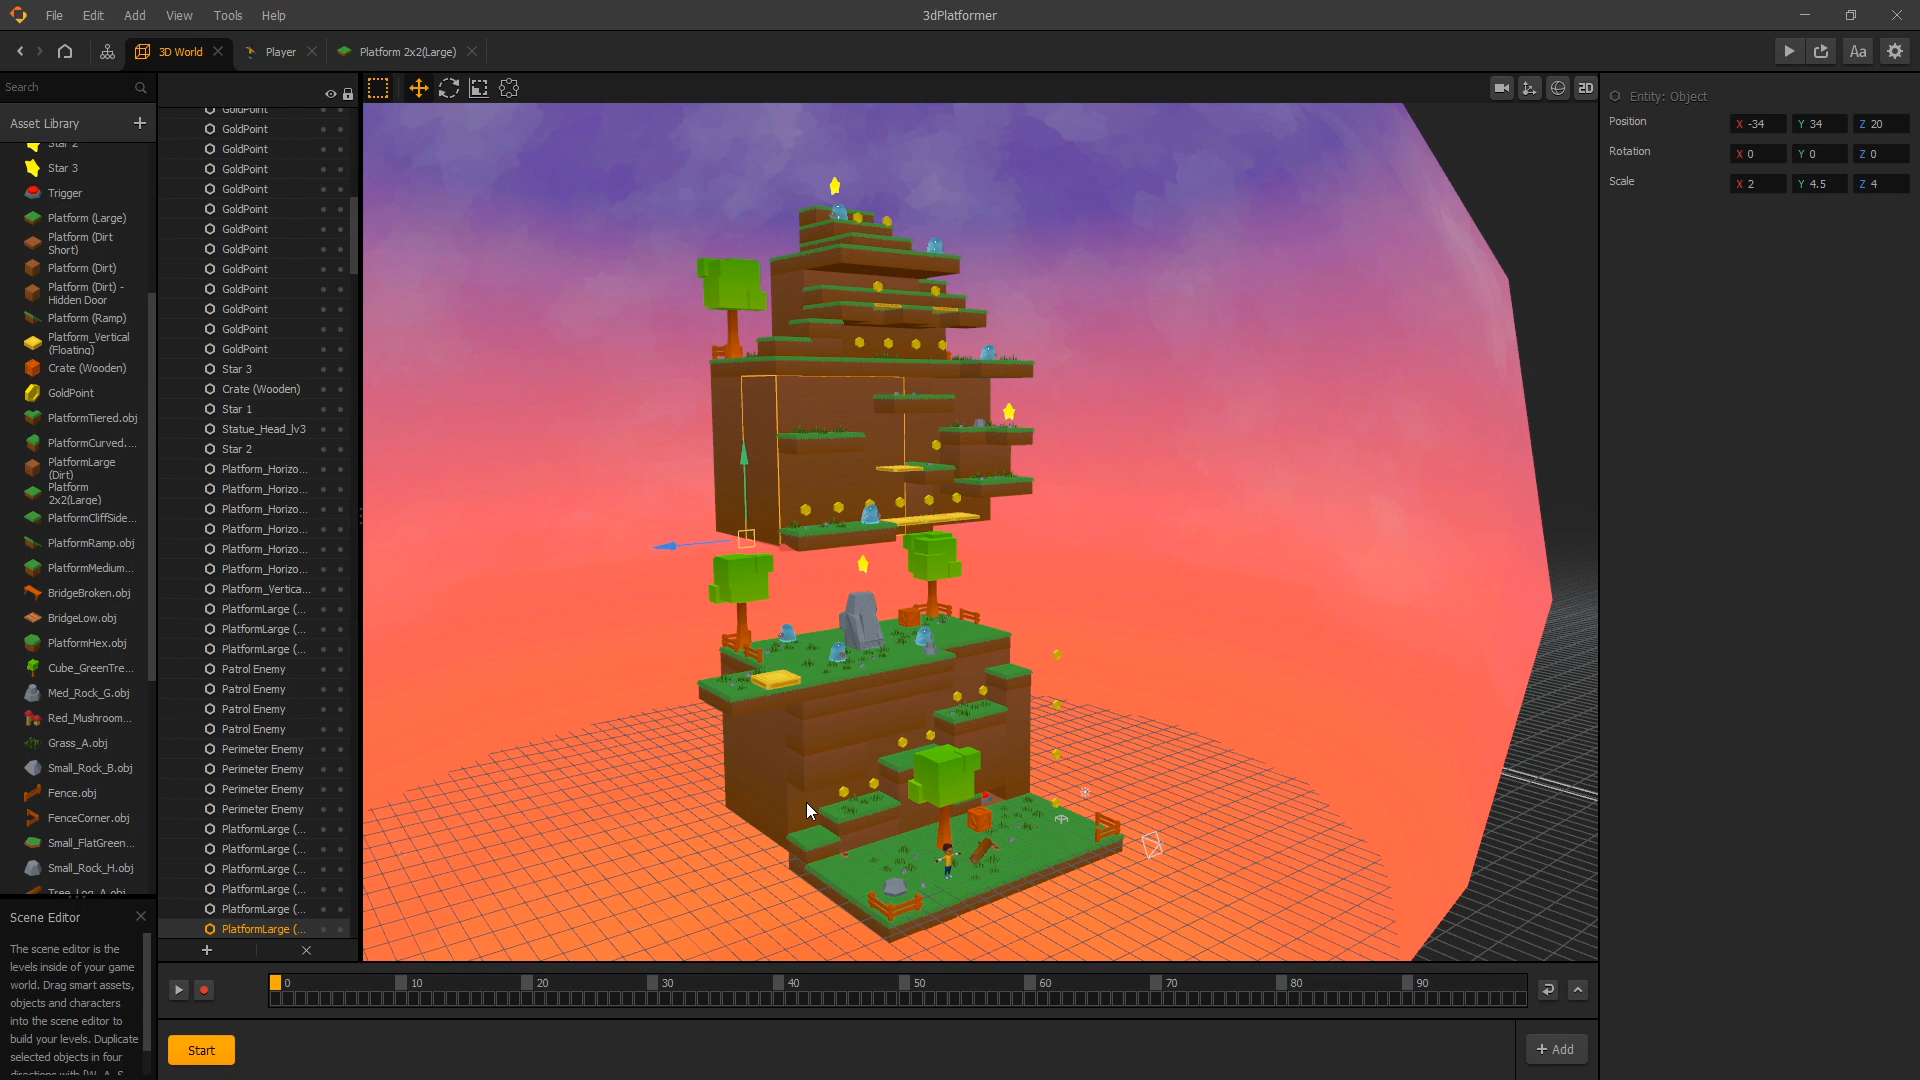 File Edit Add View Tools Help
3dPlatformer
3D World
Player
Platform 2x2(Large)
Aa
Search
Asset Library
Star 2
Star 3
Trigger
Platform (Large)
Platform (Dirt
Short)
Platform (Dirt)
Platform (Dirt) -
Hidden Door
Platform (Ramp)
Platform_Vertical
(Floating)
Crate (Wooden)
GoldPoint
PlatformTiered.obj
PlatformCurved....
PlatformLarge
(Dirt)
Platform
2x2(Large)
PlatformCliffSide...
PlatformRamp.obj
PlatformMedium...
BridgeBroken.obj
BridgeLow.obj
PlatformHex.obj
Cube_GreenTre...
Med_Rock_G.obj
Red_Mushroom...
Grass_A.obj
Small_Rock_B.obj
Fence.obj
FenceCorner.obj
Small_FlatGreen...
Small_Rock_H.obj
Tree_Log_A.obj
Scene Editor
The scene editor is the
levels inside of your game
world. Drag smart assets,
objects and characters
into the scene editor to
build your levels. Duplicate
selected objects in four
directions with [W, A, S,
GoldPoint
GoldPoint
GoldPoint
GoldPoint
GoldPoint
GoldPoint
GoldPoint
GoldPoint
GoldPoint
GoldPoint
GoldPoint
GoldPoint
GoldPoint
Star 3
Crate (Wooden)
Star 1
Statue_Head_lv3
Star 2
Platform_Horizo...
Platform_Horizo...
Platform_Horizo...
Platform_Horizo...
Platform_Horizo...
Platform_Horizo...
Platform_Vertica...
PlatformLarge (...
PlatformLarge (...
PlatformLarge (...
Patrol Enemy
Patrol Enemy
Patrol Enemy
Patrol Enemy
Perimeter Enemy
Perimeter Enemy
Perimeter Enemy
Perimeter Enemy
PlatformLarge (...
PlatformLarge (...
PlatformLarge (...
PlatformLarge (...
PlatformLarge (...
PlatformLarge (...
2D
Entity: Object
Position X -34 Y 34 Z 20
Rotation X 0 Y 0 Z 0
Scale X 2 Y 4.5 Z 4
0 10 20 30 40 50 60 70 80 90
Start
+ Add